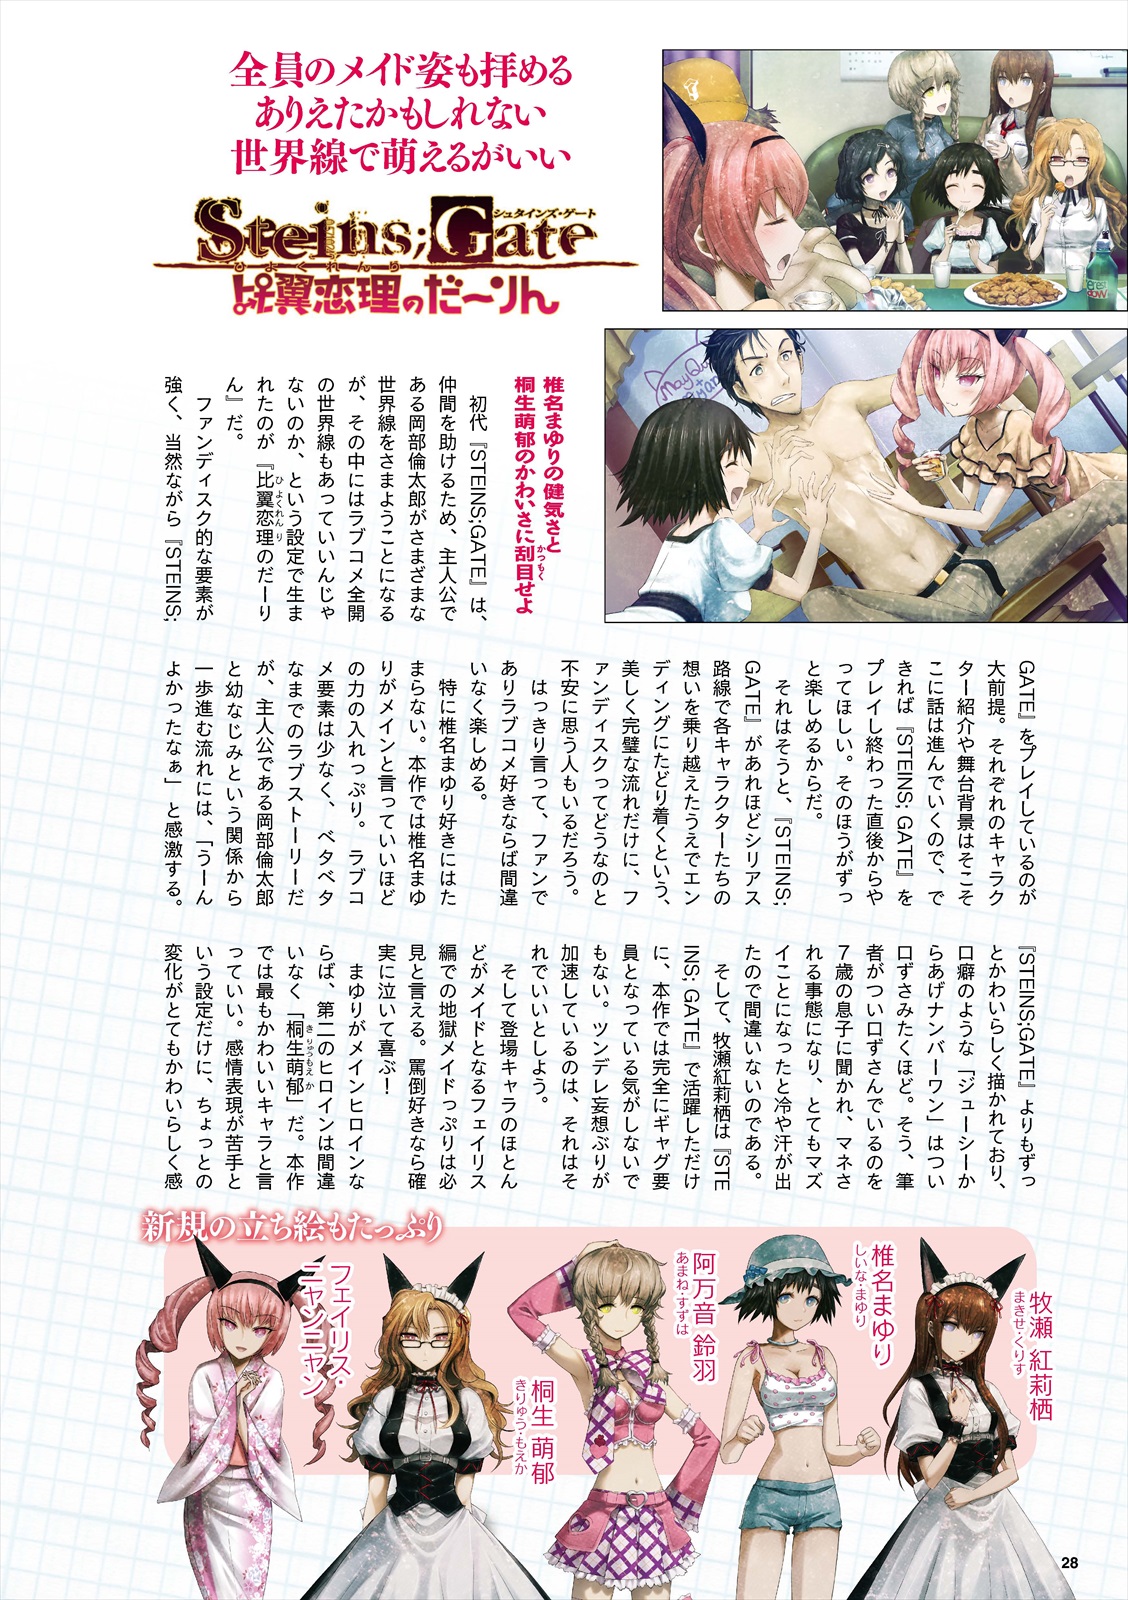 全員のメイド姿も拝める
ありえたかもしれない
世界線で萌えるがいい
Steins;Gate
シュタインズ・ゲート
ひよくれんり
比翼恋理のだ〜りん
椎名まゆりの健気さと
桐生萌郁のかわいさに刮目せよ
かつもく
初代『STEINS;GATE』は、
仲間を助けるため、主人公で
ある岡部倫太郎がさまざまな
世界線をさまようことになる
が、その中にはラブコメ全開
の世界線もあっていいんじゃ
ないのか、という設定で生ま
れたのが『比翼恋理のだーり
ひよくれんり
ん』だ。
ファンディスク的な要素が
強く、当然ながら『STEINS;
GATE』をプレイしているのが
大前提。それぞれのキャラク
ター紹介や舞台背景はそこそ
こに話は進んでいくので、で
きれば『STEINS; GATE』を
プレイし終わった直後からや
ってほしい。そのほうがずっ
と楽しめるからだ。
それはそうと、『STEINS;
GATE』があれほどシリアス
路線で各キャラクターたちの
想いを乗り越えたうえでエン
ディングにたどり着くという、
美しく完璧な流れだけに、フ
ァンディスクってどうなのと
不安に思う人もいるだろう。
はっきり言って、ファンで
ありラブコメ好きならば間違
いなく楽しめる。
特に椎名まゆり好きにはた
まらない。本作では椎名まゆ
りがメインと言っていいほど
の力の入れっぷり。ラブコ
メ要素は少なく、ベタベタ
なまでのラブストーリーだ
が、主人公である岡部倫太郎
と幼なじみという関係から
一歩進む流れには、「うーん
よかったなぁ」と感激する。
『STEINS;GATE』よりもずっ
とかわいらしく描かれており、
口癖のような「ジューシーか
らあげナンバーワン」はつい
口ずさみたくほど。そう、筆
者がつい口ずさんでいるのを
7歳の息子に聞かれ、マネさ
れる事態になり、とてもマズ
イことになったと冷や汗が出
たので間違いないのである。
そして、牧瀬紅莉栖は『STE
INS; GATE』で活躍しただけ
に、本作では完全にギャグ要
員となっている気がしないで
もない。ツンデレ妄想ぶりが
加速しているのは、それはそ
れでいいとしよう。
そして登場キャラのほとん
どがメイドとなるフェイリス
編での地獄メイドっぷりは必
見と言える。罵倒好きなら確
実に泣いて喜ぶ！
まゆりがメインヒロインな
らば、第二のヒロインは間違
いなく「桐生萌郁」だ。本作
きりゅうもえか
では最もかわいいキャラと言
っていい。感情表現が苦手と
いう設定だけに、ちょっとの
変化がとてもかわいらしく感
新規の立ち絵もたっぷり
牧瀬 紅莉栖
まきせ・くりす
椎名まゆり
しいな・まゆり
阿万音 鈴羽
あまね・すずは
桐生 萌郁
きりゅう・もえか
フェイリス・
ニャンニャン
28